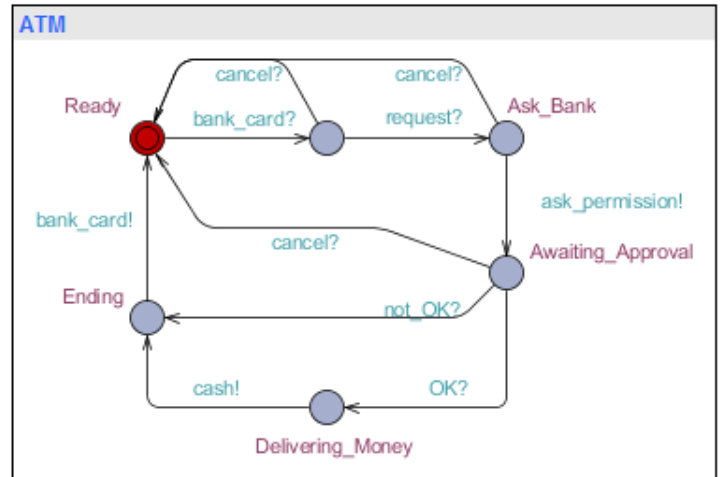 ATM
cancel?
cancel?
Ready
bank_card?
request?
Ask_Bank
ask_permission!
bank_card!
cancel?
Awaiting_Approval
Ending
not_OK?
cash!
OK?
Delivering_Money